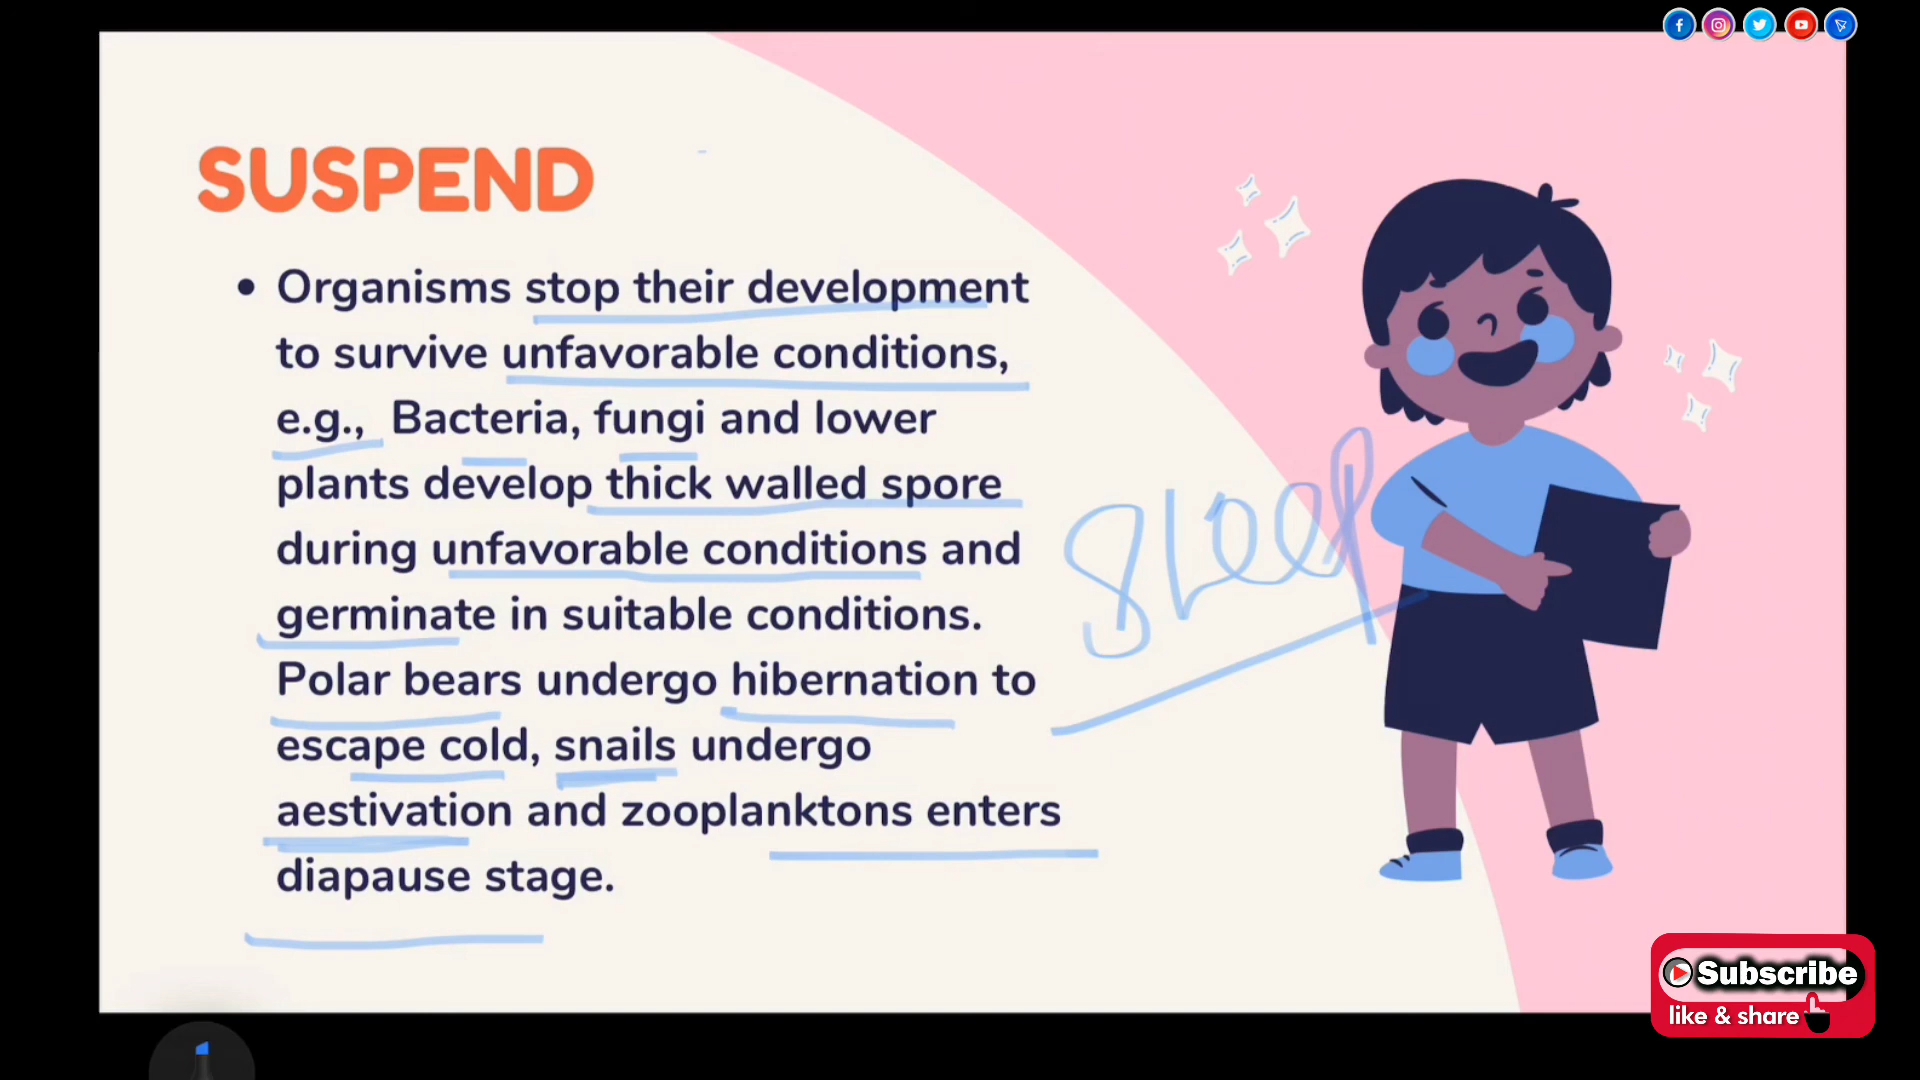 SUSPEND
• Organisms stop their development
to survive unfavorable conditions,
e.g., Bacteria, fungi and lower
plants develop thick walled spore
during unfavorable conditions and
germinate in suitable conditions.
Polar bears undergo hibernation to
escape cold, snails undergo
aestivation and zooplanktons enters
diapause stage.
Sleep
Subscribe
like & share